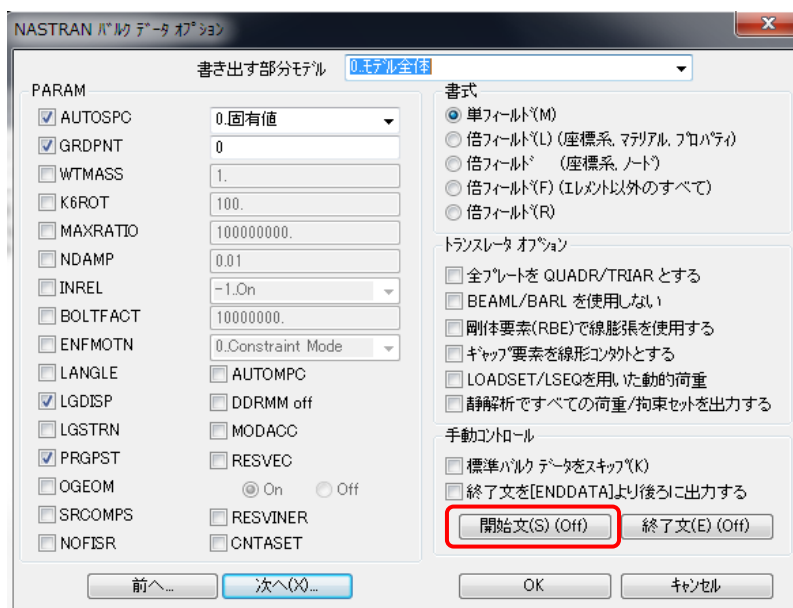 NASTRAN バルク データ オプション
書き出す部分モデル 0..モデル全体
PARAM
AUTOSPC 0.固有値
GRDPNT 0
WTMASS 1.
K6ROT 100.
MAXRATIO 100000000.
NDAMP 0.01
INREL -1..On
BOLTFACT 10000000.
ENFMOTN 0..Constraint Mode
LANGLE AUTOMPC
LGDISP DDRMM off
LGSTRN MODACC
PRGPST RESVEC
OGEOM On Off
SRCOMPS RESVINER
NOFISR CNTASET
書式
単フィールド(M)
倍フィールド(L) (座標系, マテリアル, プロパティ)
倍フィールド (座標系, ノード)
倍フィールド(F) (エレメント以外のすべて)
倍フィールド(R)
トランスレータ オプション
全プレートを QUADR/TRIAR とする
BEAML/BARL を使用しない
剛体要素(RBE)で線膨張を使用する
ギャップ要素を線形コンタクトとする
LOADSET/LSEQを用いた動的荷重
静解析ですべての荷重/拘束セットを出力する
手動コントロール
標準バルク データをスキップ(K)
終了文を[ENDDATA]より後ろに出力する
開始文(S) (Off) 終了文(E) (Off)
前へ... 次へ(X)... OK キャンセル